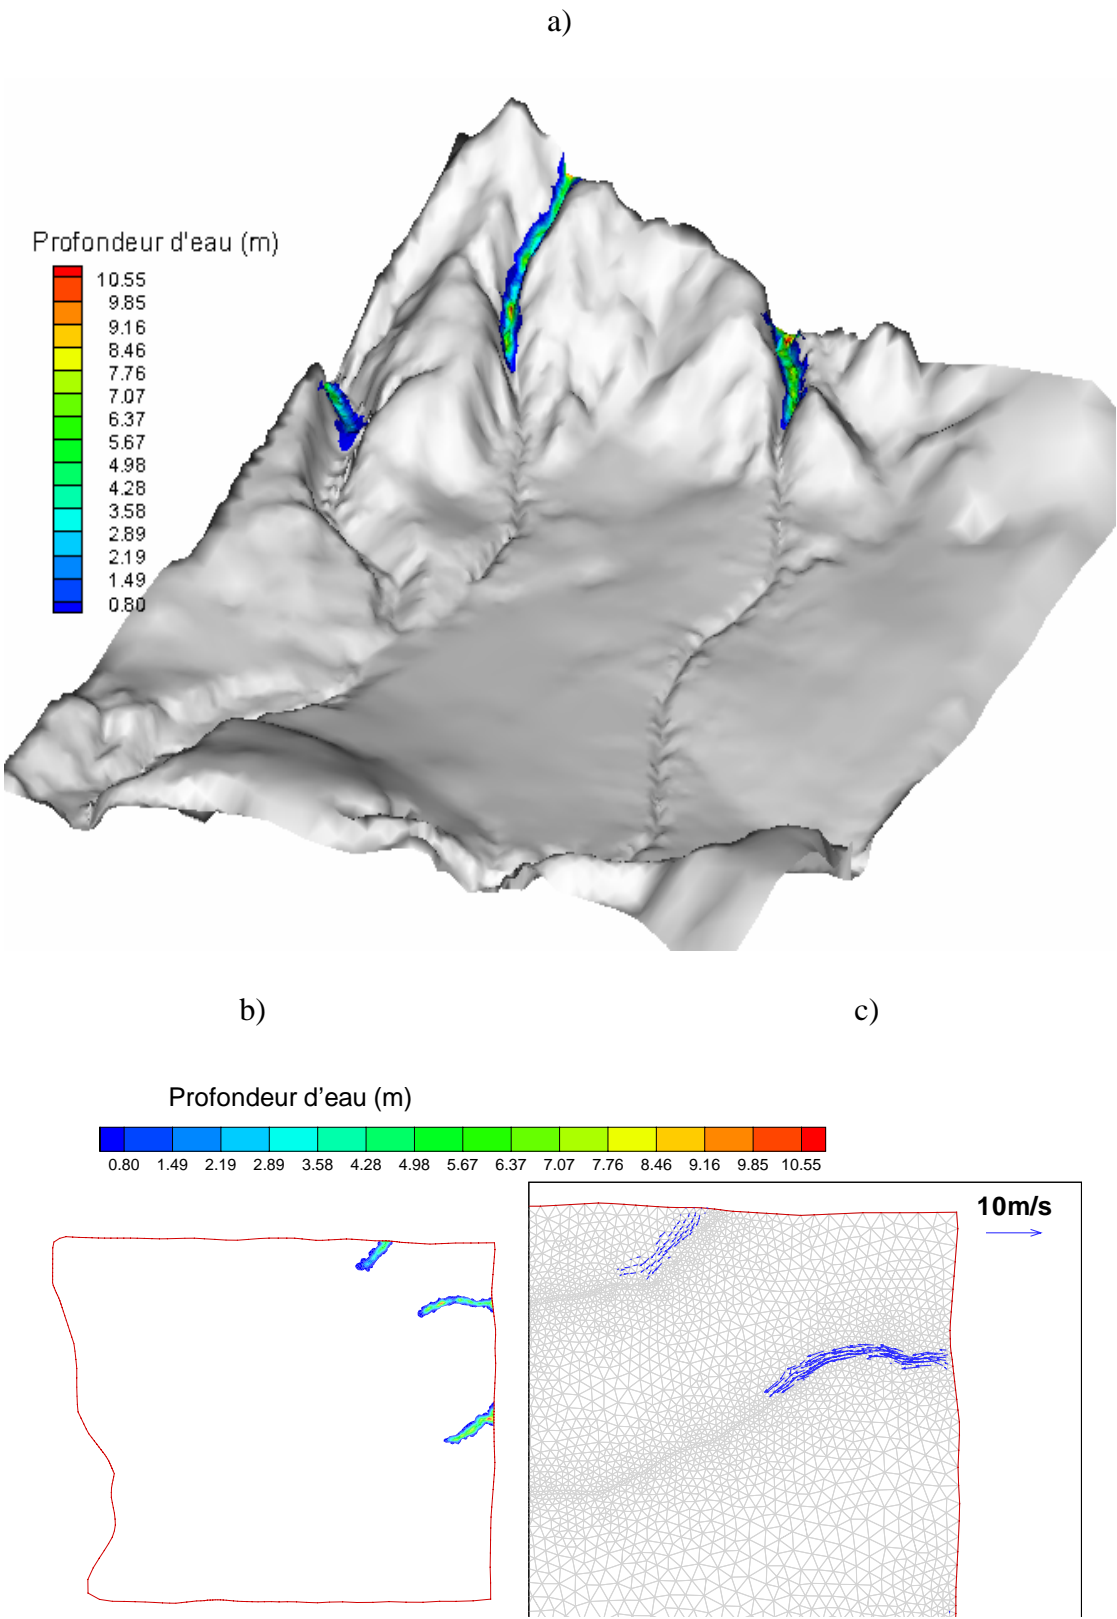 a)
Profondeur d'eau (m)
10.55
9.85
9.16
8.46
7.76
7.07
6.37
5.67
4.98
4.28
3.58
2.89
2.19
1.49
0.80
b)
c)
Profondeur d'eau (m)
0.80 1.49 2.19 2.89 3.58 4.28 4.98 5.67 6.37 7.07 7.76 8.46 9.16 9.85 10.55
10m/s